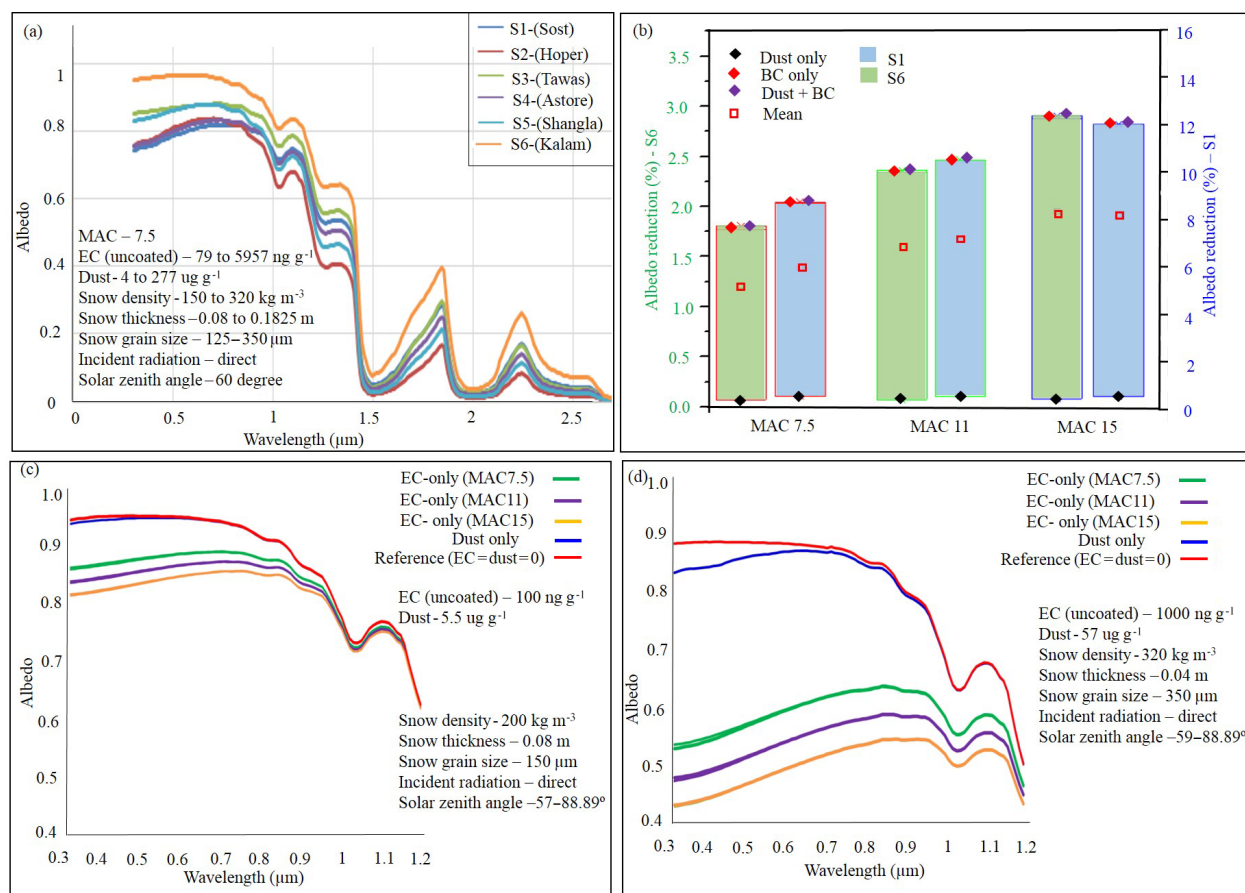 (a)
S1-(Sost)
S2-(Hoper)
S3-(Tawas)
S4-(Astore)
S5-(Shangla)
S6-(Kalam)
1
0.8
0.6
0.4
0.2
0
Albedo
MAC – 7.5
EC (uncoated) – 79 to 5957 ng g⁻¹
Dust- 4 to 277 ug g⁻¹
Snow density -150 to 320 kg m⁻³
Snow thickness –0.08 to 0.1825 m
Snow grain size – 125–350 µm
Incident radiation – direct
Solar zenith angle – 60 degree
0 0.5 1 1.5 2 2.5
Wavelength (µm)
(b)
Dust only
BC only
Dust + BC
Mean
S1
S6
3.5
3.0
2.5
2.0
1.5
1.0
0.5
0.0
Albedo reduction (%) - S6
16
14
12
10
8
6
4
2
0
Albedo reduction (%) – S1
MAC 7.5 MAC 11 MAC 15
(c)
EC-only (MAC7.5)
EC-only (MAC11)
EC- only (MAC15)
Dust only
Reference (EC=dust=0)
EC (uncoated) – 100 ng g⁻¹
Dust - 5.5 ug g⁻¹
Snow density - 200 kg m⁻³
Snow thickness – 0.08 m
Snow grain size – 150 µm
Incident radiation – direct
Solar zenith angle –57–88.89º
1.0
0.9
0.8
0.7
0.6
0.5
0.4
Albedo
0.3 0.4 0.5 0.6 0.7 0.8 0.9 1 1.1 1.2
Wavelength (µm)
(d)
EC-only (MAC7.5)
EC-only (MAC11)
EC- only (MAC15)
Dust only
Reference (EC=dust=0)
EC (uncoated) – 1000 ng g⁻¹
Dust - 57 ug g⁻¹
Snow density - 320 kg m⁻³
Snow thickness – 0.04 m
Snow grain size – 350 µm
Incident radiation – direct
Solar zenith angle –59–88.89º
1.0
0.9
0.8
0.7
0.6
0.5
0.4
Albedo
0.3 0.4 0.5 0.6 0.7 0.8 0.9 1 1.1 1.2
Wavelength (µm)